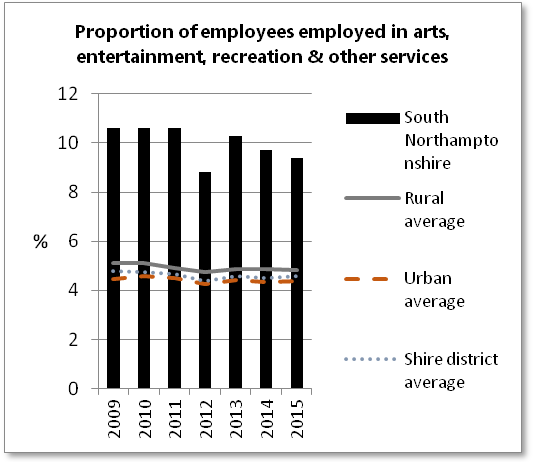 Proportion of employees employed in arts,
entertainment, recreation & other services
12
10
8
6
4
2
0
%
2009
2010
2011
2012
2013
2014
2015
South
Northampto
nshire
Rural
average
Urban
average
Shire district
average